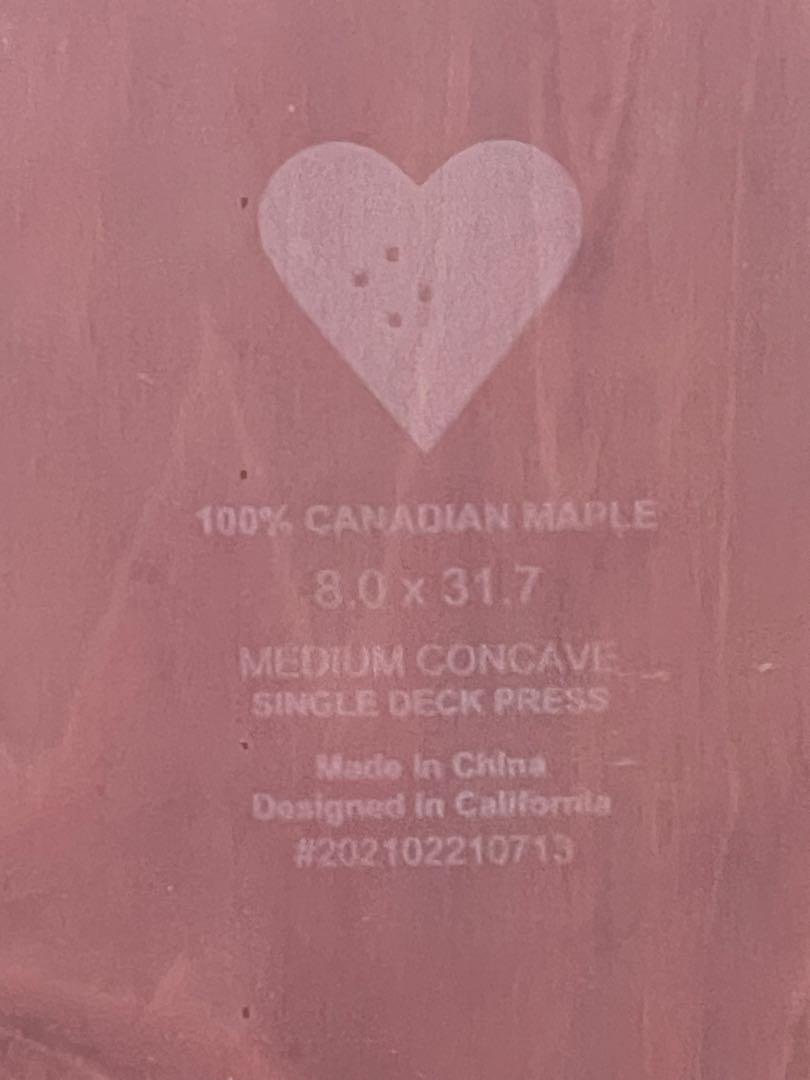 100% CANADIAN MAPLE
8.0 x 31.7
MEDIUM CONCAVE
SINGLE DECK PRESS
Made in China
Designed in California
#202102210713